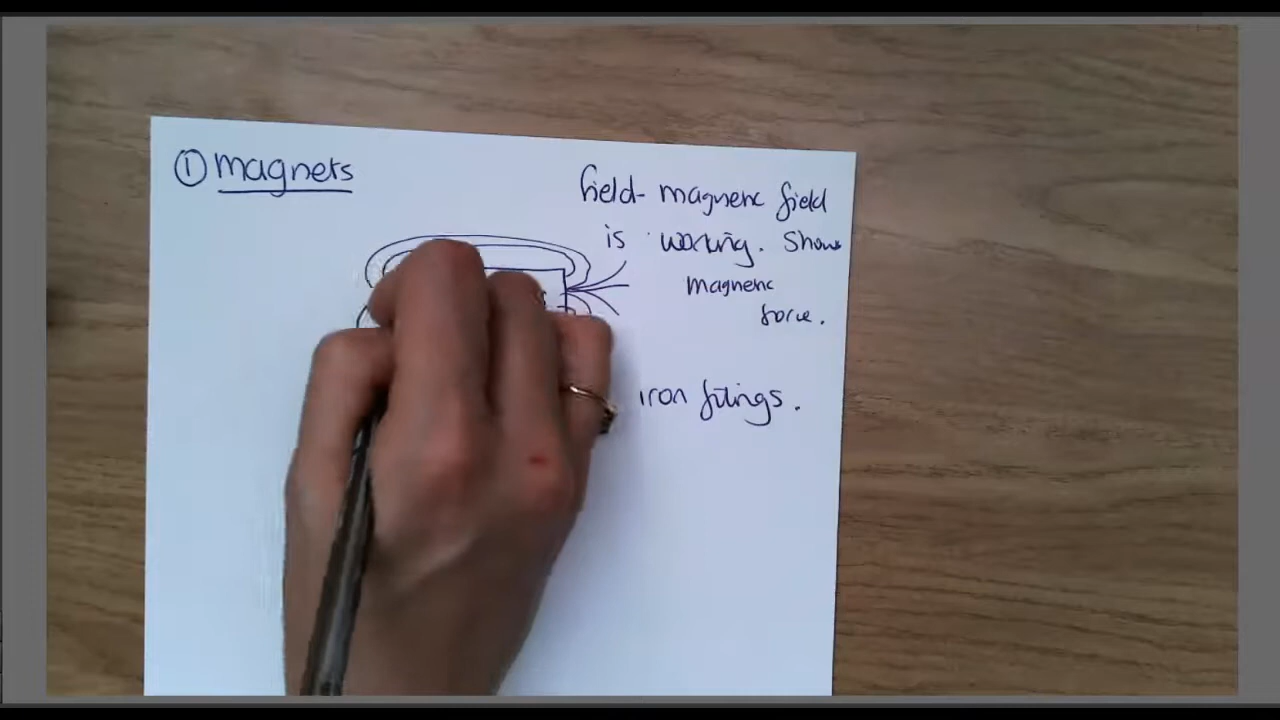 ① magnets
field - magnetic field
is working. Shows
magnetic
force.
S
iron filings.